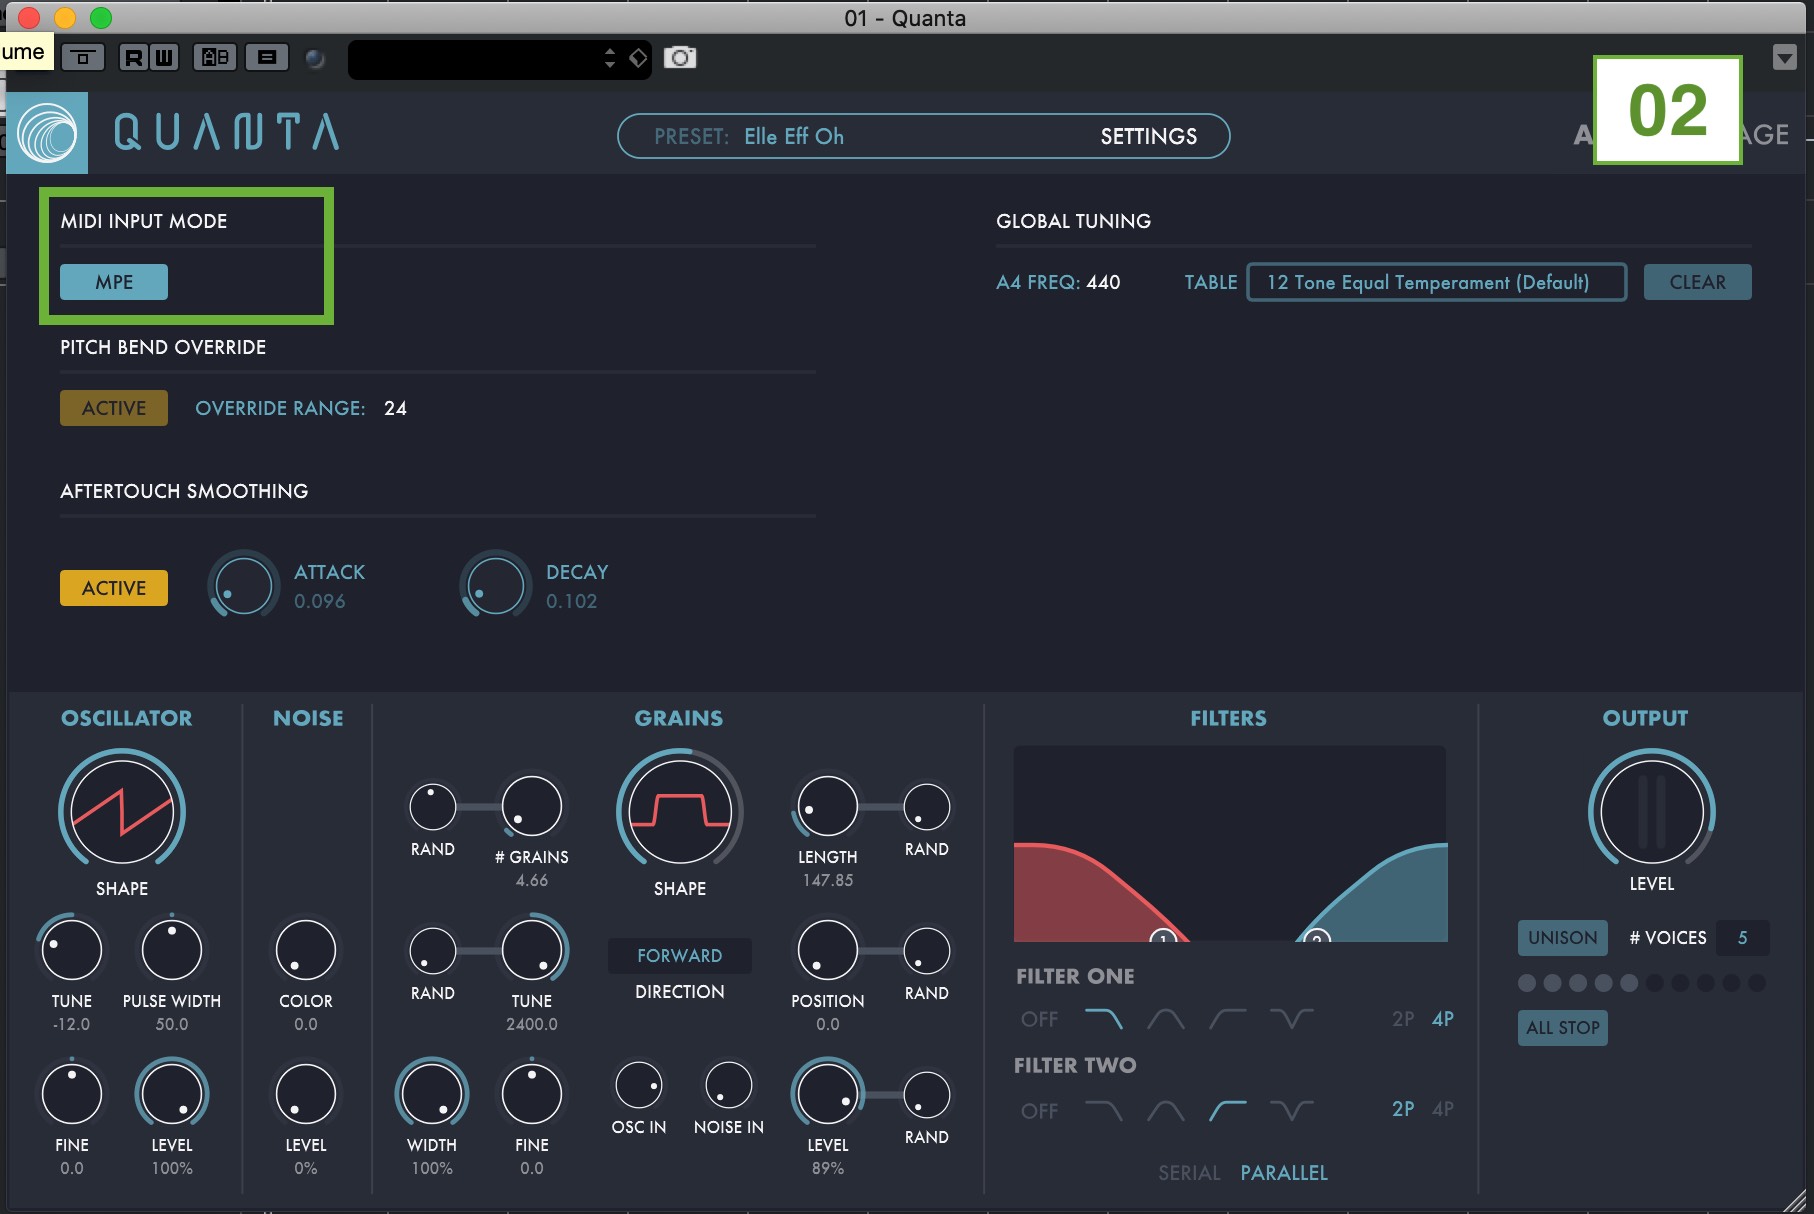 01 - Quanta
ume
R W
AB
QUANTA
PRESET: Elle Eff Oh SETTINGS
02
MIDI INPUT MODE
MPE
PITCH BEND OVERRIDE
ACTIVE OVERRIDE RANGE: 24
AFTERTOUCH SMOOTHING
ACTIVE
ATTACK
0.096
DECAY
0.102
GLOBAL TUNING
A4 FREQ: 440 TABLE 12 Tone Equal Temperament (Default) CLEAR
OSCILLATOR
SHAPE
TUNE
-12.0
PULSE WIDTH
50.0
FINE
0.0
LEVEL
100%
NOISE
COLOR
0.0
LEVEL
0%
GRAINS
RAND
# GRAINS
4.66
SHAPE
LENGTH
147.85
RAND
RAND
TUNE
2400.0
FORWARD
DIRECTION
POSITION
0.0
RAND
WIDTH
100%
FINE
0.0
OSC IN
NOISE IN
LEVEL
89%
RAND
FILTERS
1
2
FILTER ONE
OFF 2P 4P
FILTER TWO
OFF 2P 4P
SERIAL PARALLEL
OUTPUT
LEVEL
UNISON # VOICES 5
ALL STOP